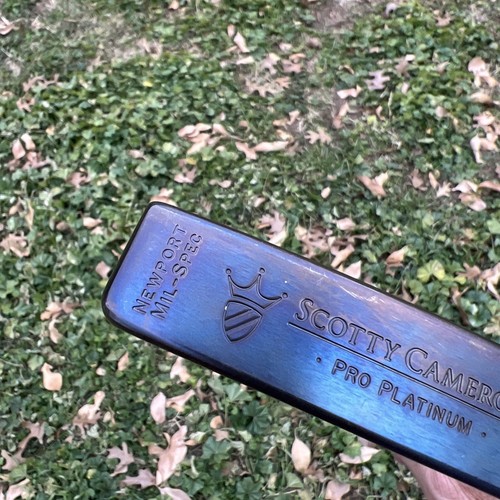 NEWPORT
MIL-SPEC
SCOTTY CAMERO
· PRO PLATINUM ·